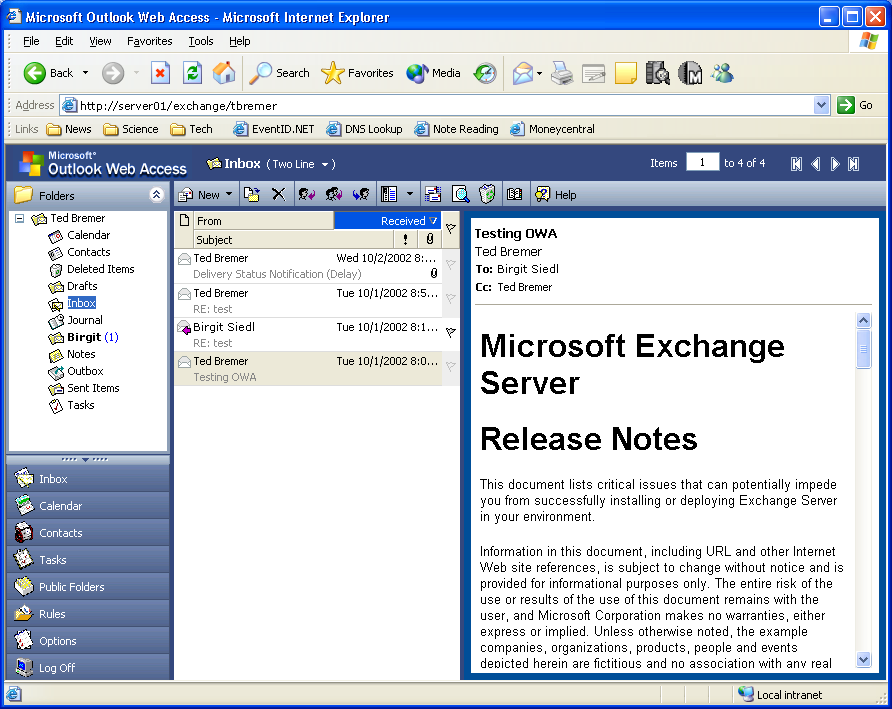 Microsoft Outlook Web Access - Microsoft Internet Explorer
File Edit View Favorites Tools Help
Back Search Favorites Media
Address http://server01/exchange/tbremer Go
Links News Science Tech EventID.NET DNS Lookup Note Reading Moneycentral
Microsoft®
Outlook Web Access
Inbox (Two Line)
Items 1 to 4 of 4
Folders
New Help
Ted Bremer
Calendar
Contacts
Deleted Items
Drafts
Inbox
Journal
Birgit (1)
Notes
Outbox
Sent Items
Tasks
Inbox
Calendar
Contacts
Tasks
Public Folders
Rules
Options
Log Off
From Received
Subject !
Ted Bremer Wed 10/2/2002 8:...
Delivery Status Notification (Delay)
Ted Bremer Tue 10/1/2002 8:5...
RE: test
Birgit Siedl Tue 10/1/2002 8:1...
RE: test
Ted Bremer Tue 10/1/2002 8:0...
Testing OWA
Testing OWA
Ted Bremer
To: Birgit Siedl
Cc: Ted Bremer
Microsoft Exchange
Server
Release Notes
This document lists critical issues that can potentially impede
you from successfully installing or deploying Exchange Server
in your environment.
Information in this document, including URL and other Internet
Web site references, is subject to change without notice and is
provided for informational purposes only. The entire risk of the
use or results of the use of this document remains with the
user, and Microsoft Corporation makes no warranties, either
express or implied. Unless otherwise noted, the example
companies, organizations, products, people and events
depicted herein are fictitious and no association with any real
Local intranet